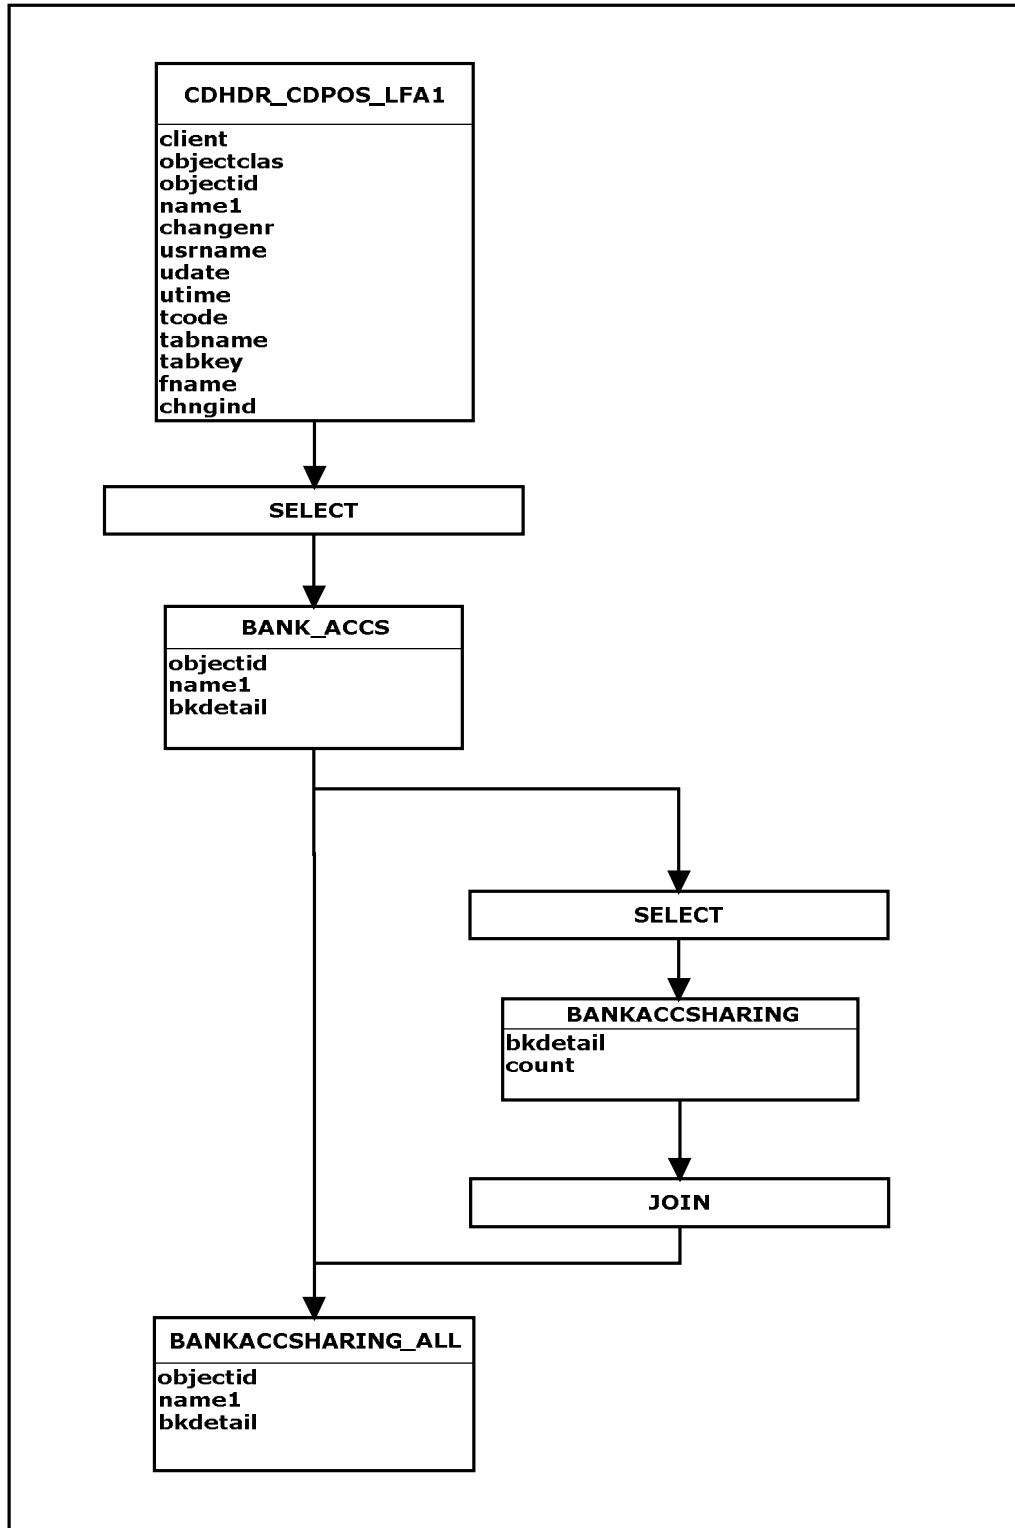 CDHDR_CDPOS_LFA1
client
objectclas
objectid
name1
changenr
usrname
udate
utime
tcode
tabname
tabkey
fname
chngind
SELECT
BANK_ACCS
objectid
name1
bkdetail
SELECT
BANKACCSHARING
bkdetail
count
JOIN
BANKACCSHARING_ALL
objectid
name1
bkdetail